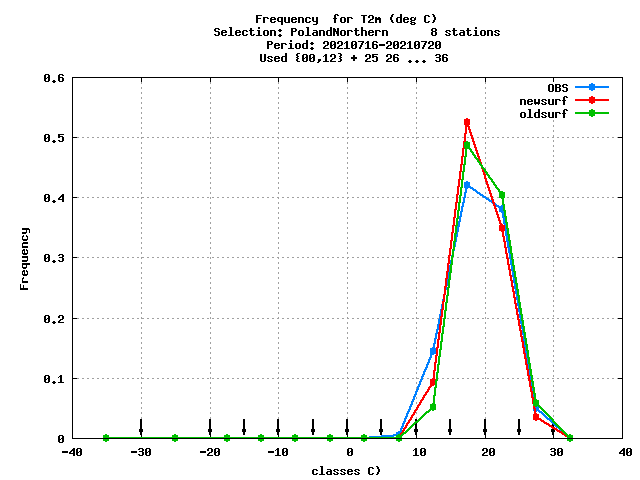 Frequency  for T2m (deg C)
Selection: PolandNorthern      8 stations
Period: 20210716-20210720
Used {00,12} + 25 26 ... 36
0.6
0.5
0.4
0.3
0.2
0.1
0
Frequency
OBS
newsurf
oldsurf
-40 -30 -20 -10 0 10 20 30 40
classes C)